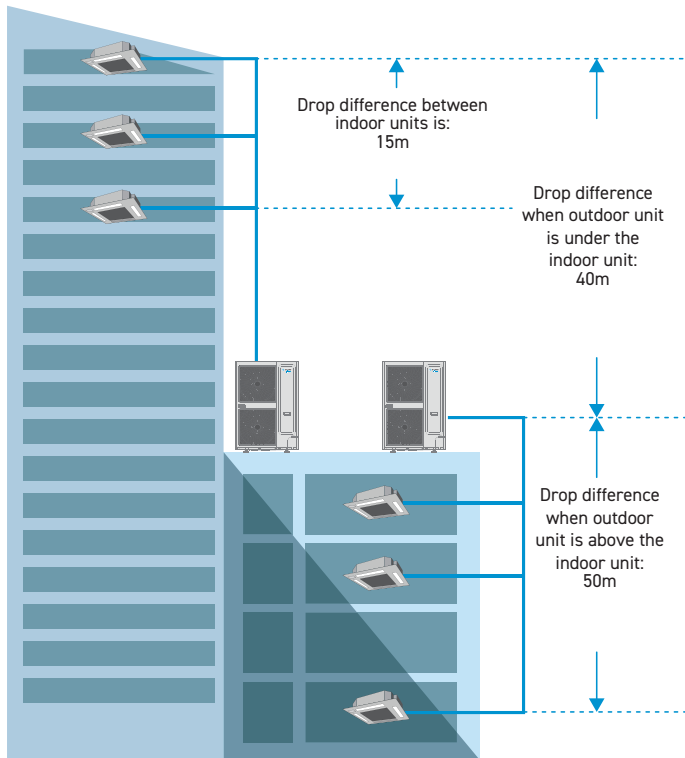 Drop difference between
indoor units is:
15m
Drop difference
when outdoor unit
is under the
indoor unit:
40m
Drop difference
when outdoor
unit is above the
indoor unit:
50m